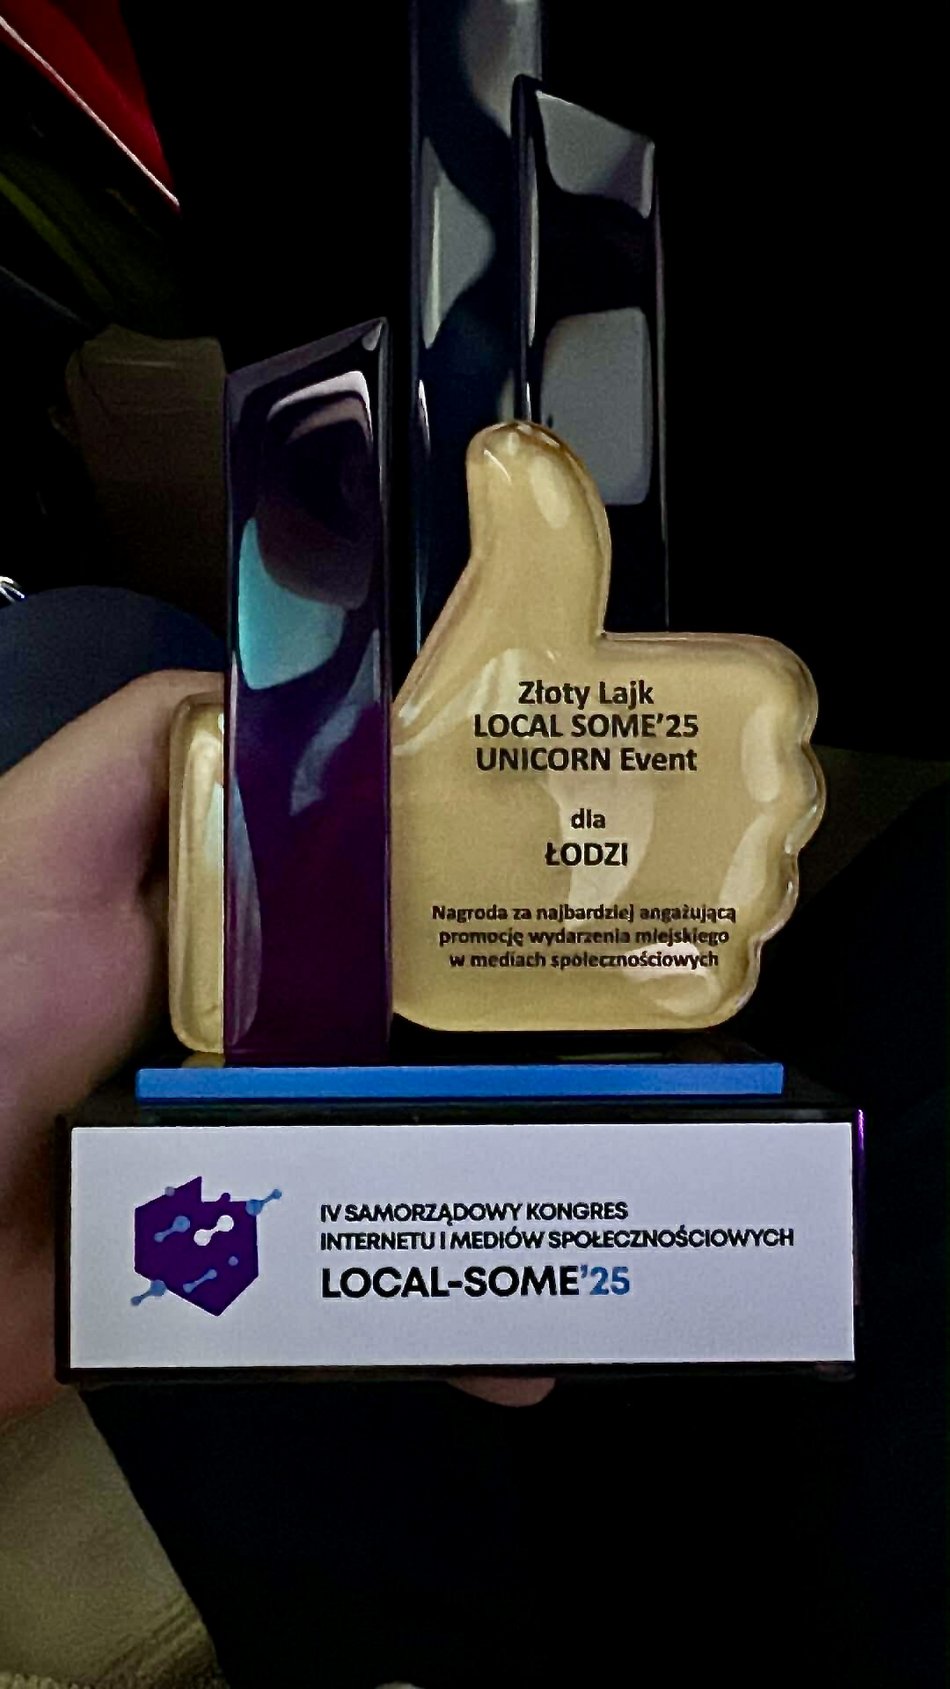 Złoty Lajk
LOCAL SOME'25
UNICORN Event
dla
ŁODZI
Nagroda za najbardziej angażującą
promocję wydarzenia miejskiego
w mediach społecznościowych
IV SAMORZĄDOWY KONGRES
INTERNETU I MEDIÓW SPOŁECZNOŚCIOWYCH
LOCAL-SOME'25